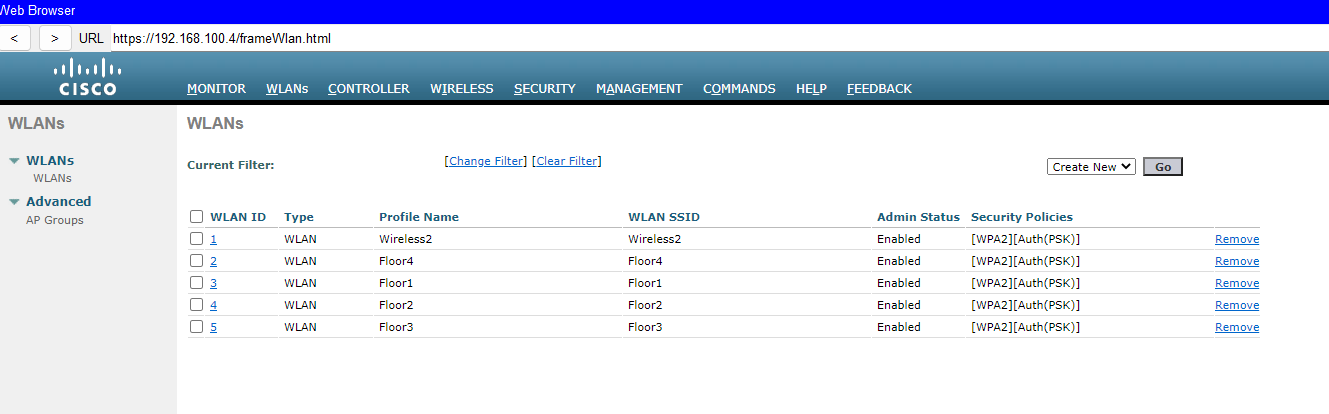 Web Browser
< > URL https://192.168.100.4/frameWlan.html
CISCO
MONITOR WLANs CONTROLLER WIRELESS SECURITY MANAGEMENT COMMANDS HELP FEEDBACK
WLANs
WLANs
WLANs
Advanced
AP Groups
WLANs
Current Filter: [Change Filter] [Clear Filter] Create New Go
WLAN ID Type Profile Name WLAN SSID Admin Status Security Policies
1 WLAN Wireless2 Wireless2 Enabled [WPA2][Auth(PSK)] Remove
2 WLAN Floor4 Floor4 Enabled [WPA2][Auth(PSK)] Remove
3 WLAN Floor1 Floor1 Enabled [WPA2][Auth(PSK)] Remove
4 WLAN Floor2 Floor2 Enabled [WPA2][Auth(PSK)] Remove
5 WLAN Floor3 Floor3 Enabled [WPA2][Auth(PSK)] Remove